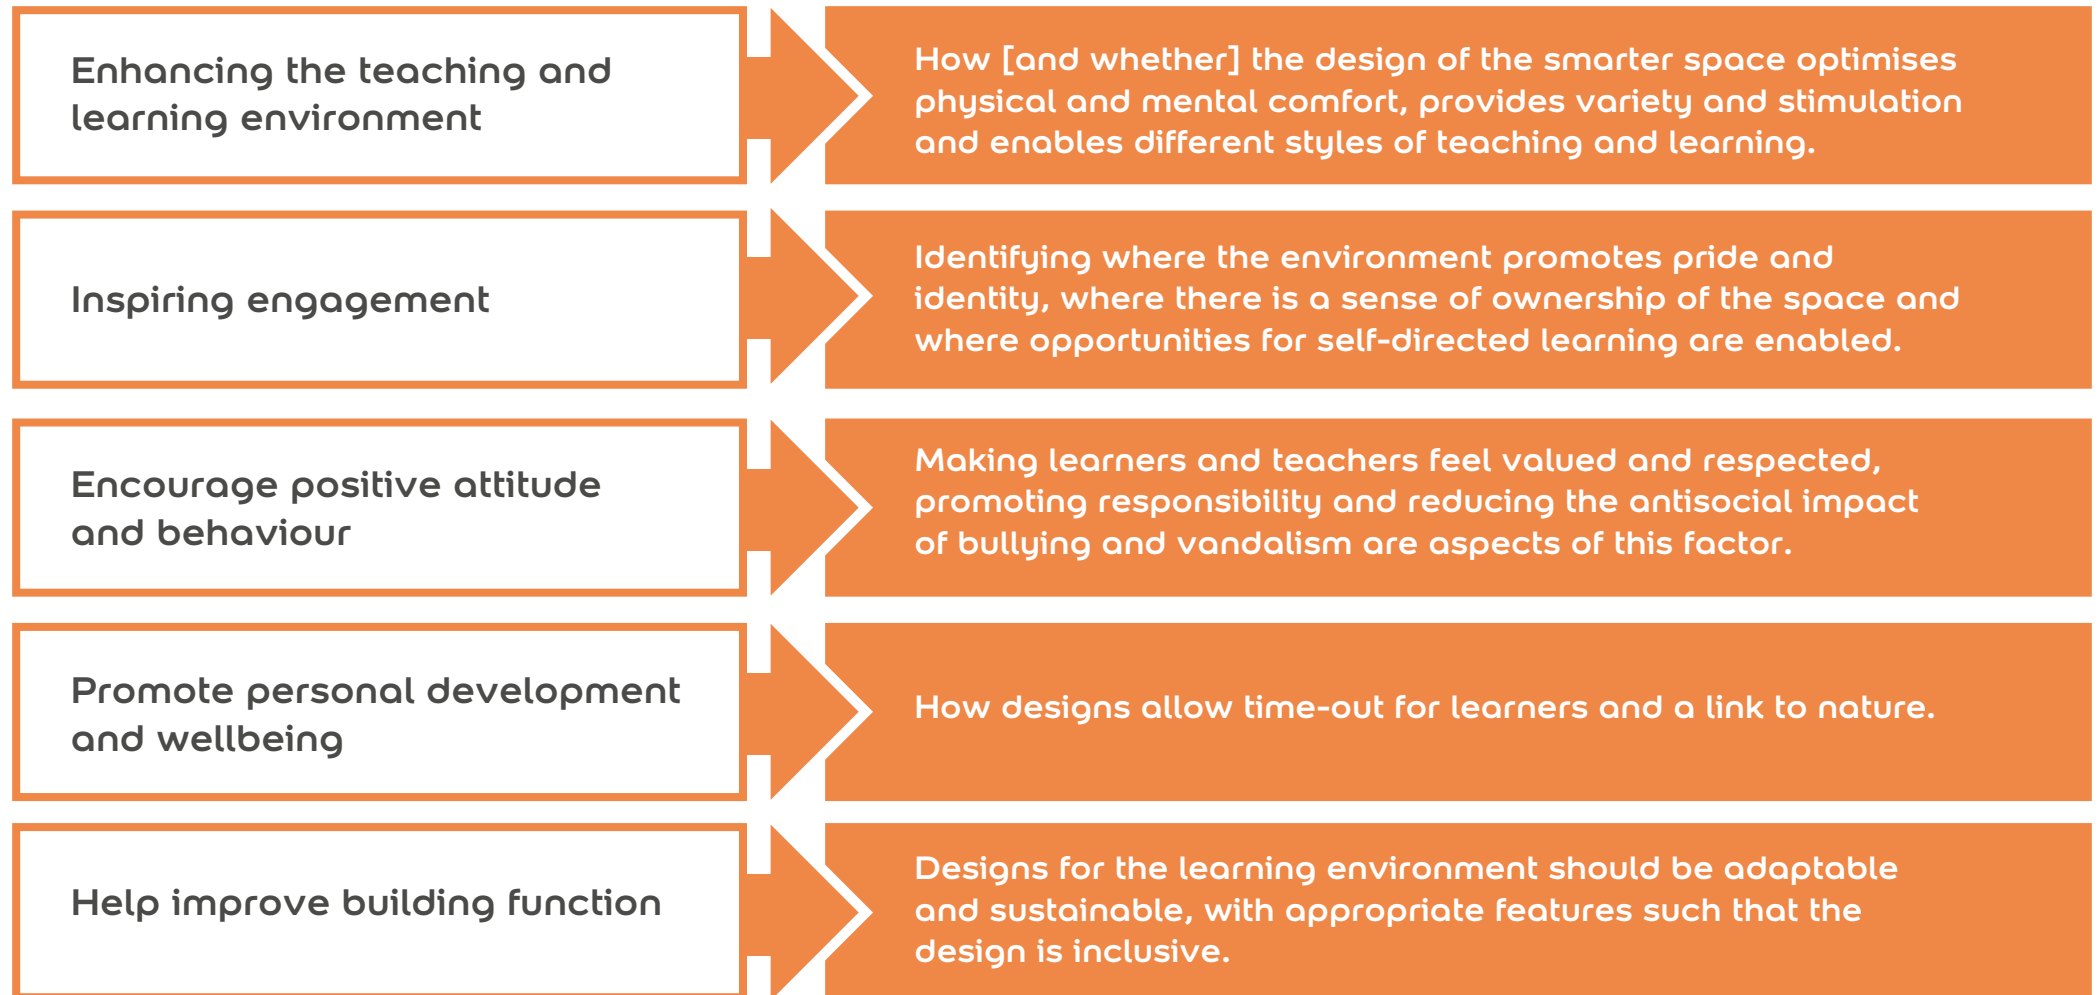 Enhancing the teaching and
learning environment
How [and whether] the design of the smarter space optimises
physical and mental comfort, provides variety and stimulation
and enables different styles of teaching and learning.
Inspiring engagement
Identifying where the environment promotes pride and
identity, where there is a sense of ownership of the space and
where opportunities for self-directed learning are enabled.
Encourage positive attitude
and behaviour
Making learners and teachers feel valued and respected,
promoting responsibility and reducing the antisocial impact
of bullying and vandalism are aspects of this factor.
Promote personal development
and wellbeing
How designs allow time-out for learners and a link to nature.
Help improve building function
Designs for the learning environment should be adaptable
and sustainable, with appropriate features such that the
design is inclusive.